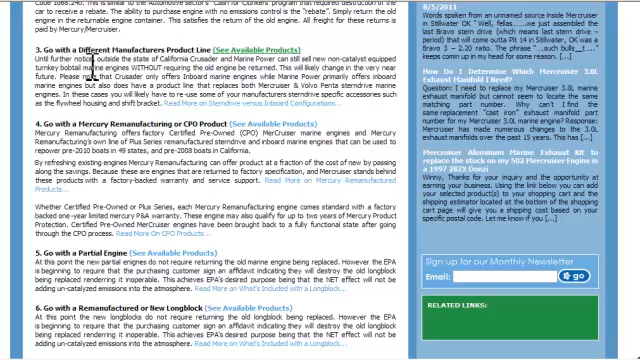 Code 1068.240. This is similar to the Automotive sector's "Cash for Clunkers" program that required destruction of the
car to receive a rebate. The ability to purchase engine with no emissions control is the "rebate". Simply return the old
engine in the returnable engine container. This satisfies the return of the old engine. All freight for these returns is
paid by Mercury/Mercruiser.
3. Go with a Different Manufacturers Product Line (See Available Products)
Until further notice, outside the state of California Crusader and Marine Power can still sell new non-catalyst equipped
turnkey bobtail marine engines WITHOUT requiring the old engine be returned. This will likely change in the very near
future. Please note that Crusader only offers Inboard marine engines while Marine Power primarily offers inboard
marine engines but also does have a product line that replaces both Mercruiser & Volvo Penta sterndrive marine
engines. In these cases you will likely have to re-use some of your manufacturers sterndrive specific accessories such
as the flywheel housing and shift bracket. Read More on Sterndrive versus Inboard Configurations...
4. Go with a Mercury Remanufacturing or CPO Product (See Available Products)
Mercury Remanufacturing offers factory Certified Pre-Owned (CPO) MerCruiser marine engines and Mercury
Remanufacturing's own line of Plus Series remanufactured sterndrive and inboard marine engines that can be used to
repower pre-2010 boats in 49 states, and pre-2008 boats in California.
By refreshing existing engines Mercury Remanufacturing can offer product at a fraction of the cost of new by passing
along the savings. Because these are engines that are returned to factory specification, and Mercruiser stands behind
these products with a factory-backed warranty and service support. Read More on Mercury Remanufactured
Products...
Whether Certified Pre-Owned or Plus Series, each Mercury Remanufacturing engine comes standard with a factory
backed one-year limited mercury P&A warranty. These engines may also qualify for up to two years of Mercury Product
Protection. Certified Pre-Owned MerCruiser engines have been brought back to a fully functional state after going
through the CPO process. Read More On CPO Products...
5. Go with a Partial Engine (See Available Products)
At this point the new partial engines do not require returning the old marine engine being replaced. However the EPA
is beginning to require that the purchasing customer sign an affidavit indicating they will destroy the old longblock
being replaced rendering it inoperable. This achieves EPA's desired purpose being that the NET effect will not be
adding un-catalyzed emissions into the atmosphere. Read More on What's Included with a Longblock...
6. Go with a Remanufactured or New Longblock (See Available Products)
At this point the new longblocks do not require returning the old longblock being replaced. However the EPA is
beginning to require that the purchasing customer sign an affidavit indicating they will destroy the old longblock
being replaced rendering it inoperable. This achieves EPA's desired purpose being that the NET effect will not be
adding un-catalyzed emissions into the atmosphere. Read More on What's Included with a Longblock...
8/5/2011
Words spoken from an unnamed source inside Mercruiser
in Stillwater OK "Well, fellas.....we just assembled the
last Bravo stern drive (which means last stern drive –
period) that will come outta Plt 14 in Stillwater, OK was a
Bravo 3 – 2.20 ratio. The phrase "...such bulls__t....."
keeps coming up in my head for some reason. [...]
How Do I Determine Which Mercruiser 3.0L
Exhaust Manifold I Need?
Question: I need to replace my Mercruiser 3.0L marine
exhaust manifold but cannot seem to locate the same
matching part number. Why can't I find the
same replacement "cast iron" exhaust manifold part
number for my Mercruiser 3.0L marine engine? Response:
Mercruiser has made numerous changes to the 3.0L
exhaust manifolds over the past 15 years. This has [...]
Mercruiser Aluminum Marine Exhaust Kit to
replace the stock on my 502 Mercruiser Engine in
a 1997 28ZX Donzi
Winny, Thanks for your inquiry and the opportunity at
earning your business. Using the link below you can add
your selected product(s) to your shopping cart and the
shipping estimator located at the bottom of the shopping
cart page will give you a shipping cost based on your
specific postal code. Let me know if you [...]
Sign up for our Monthly Newsletter
Email:
go
RELATED LINKS: